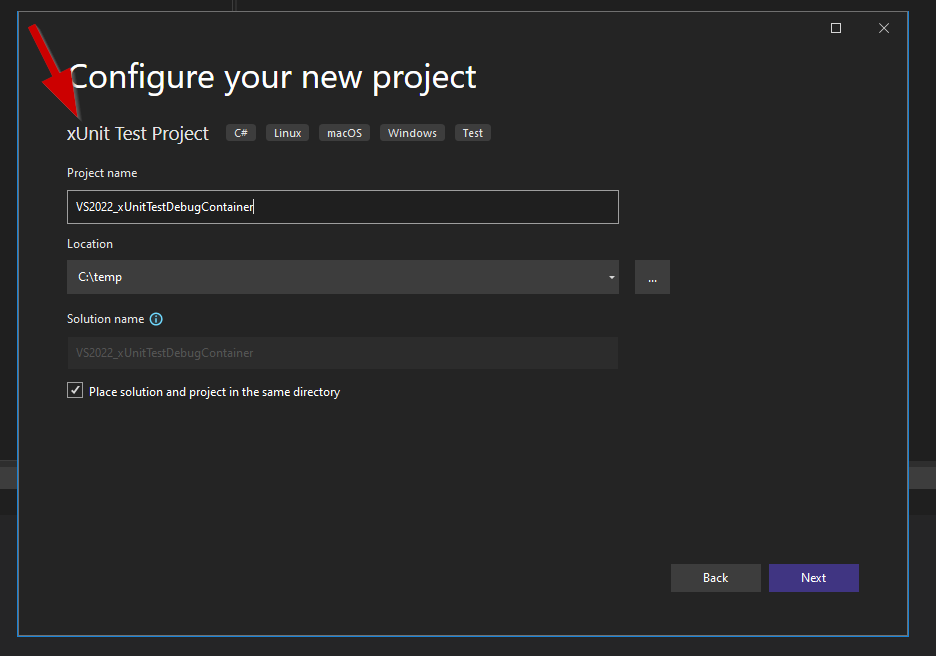 Configure your new project
xUnit Test Project C# Linux macOS Windows Test
Project name
VS2022_xUnitTestDebugContainer
Location
C:\temp ...
Solution name
VS2022_xUnitTestDebugContainer
Place solution and project in the same directory
Back Next